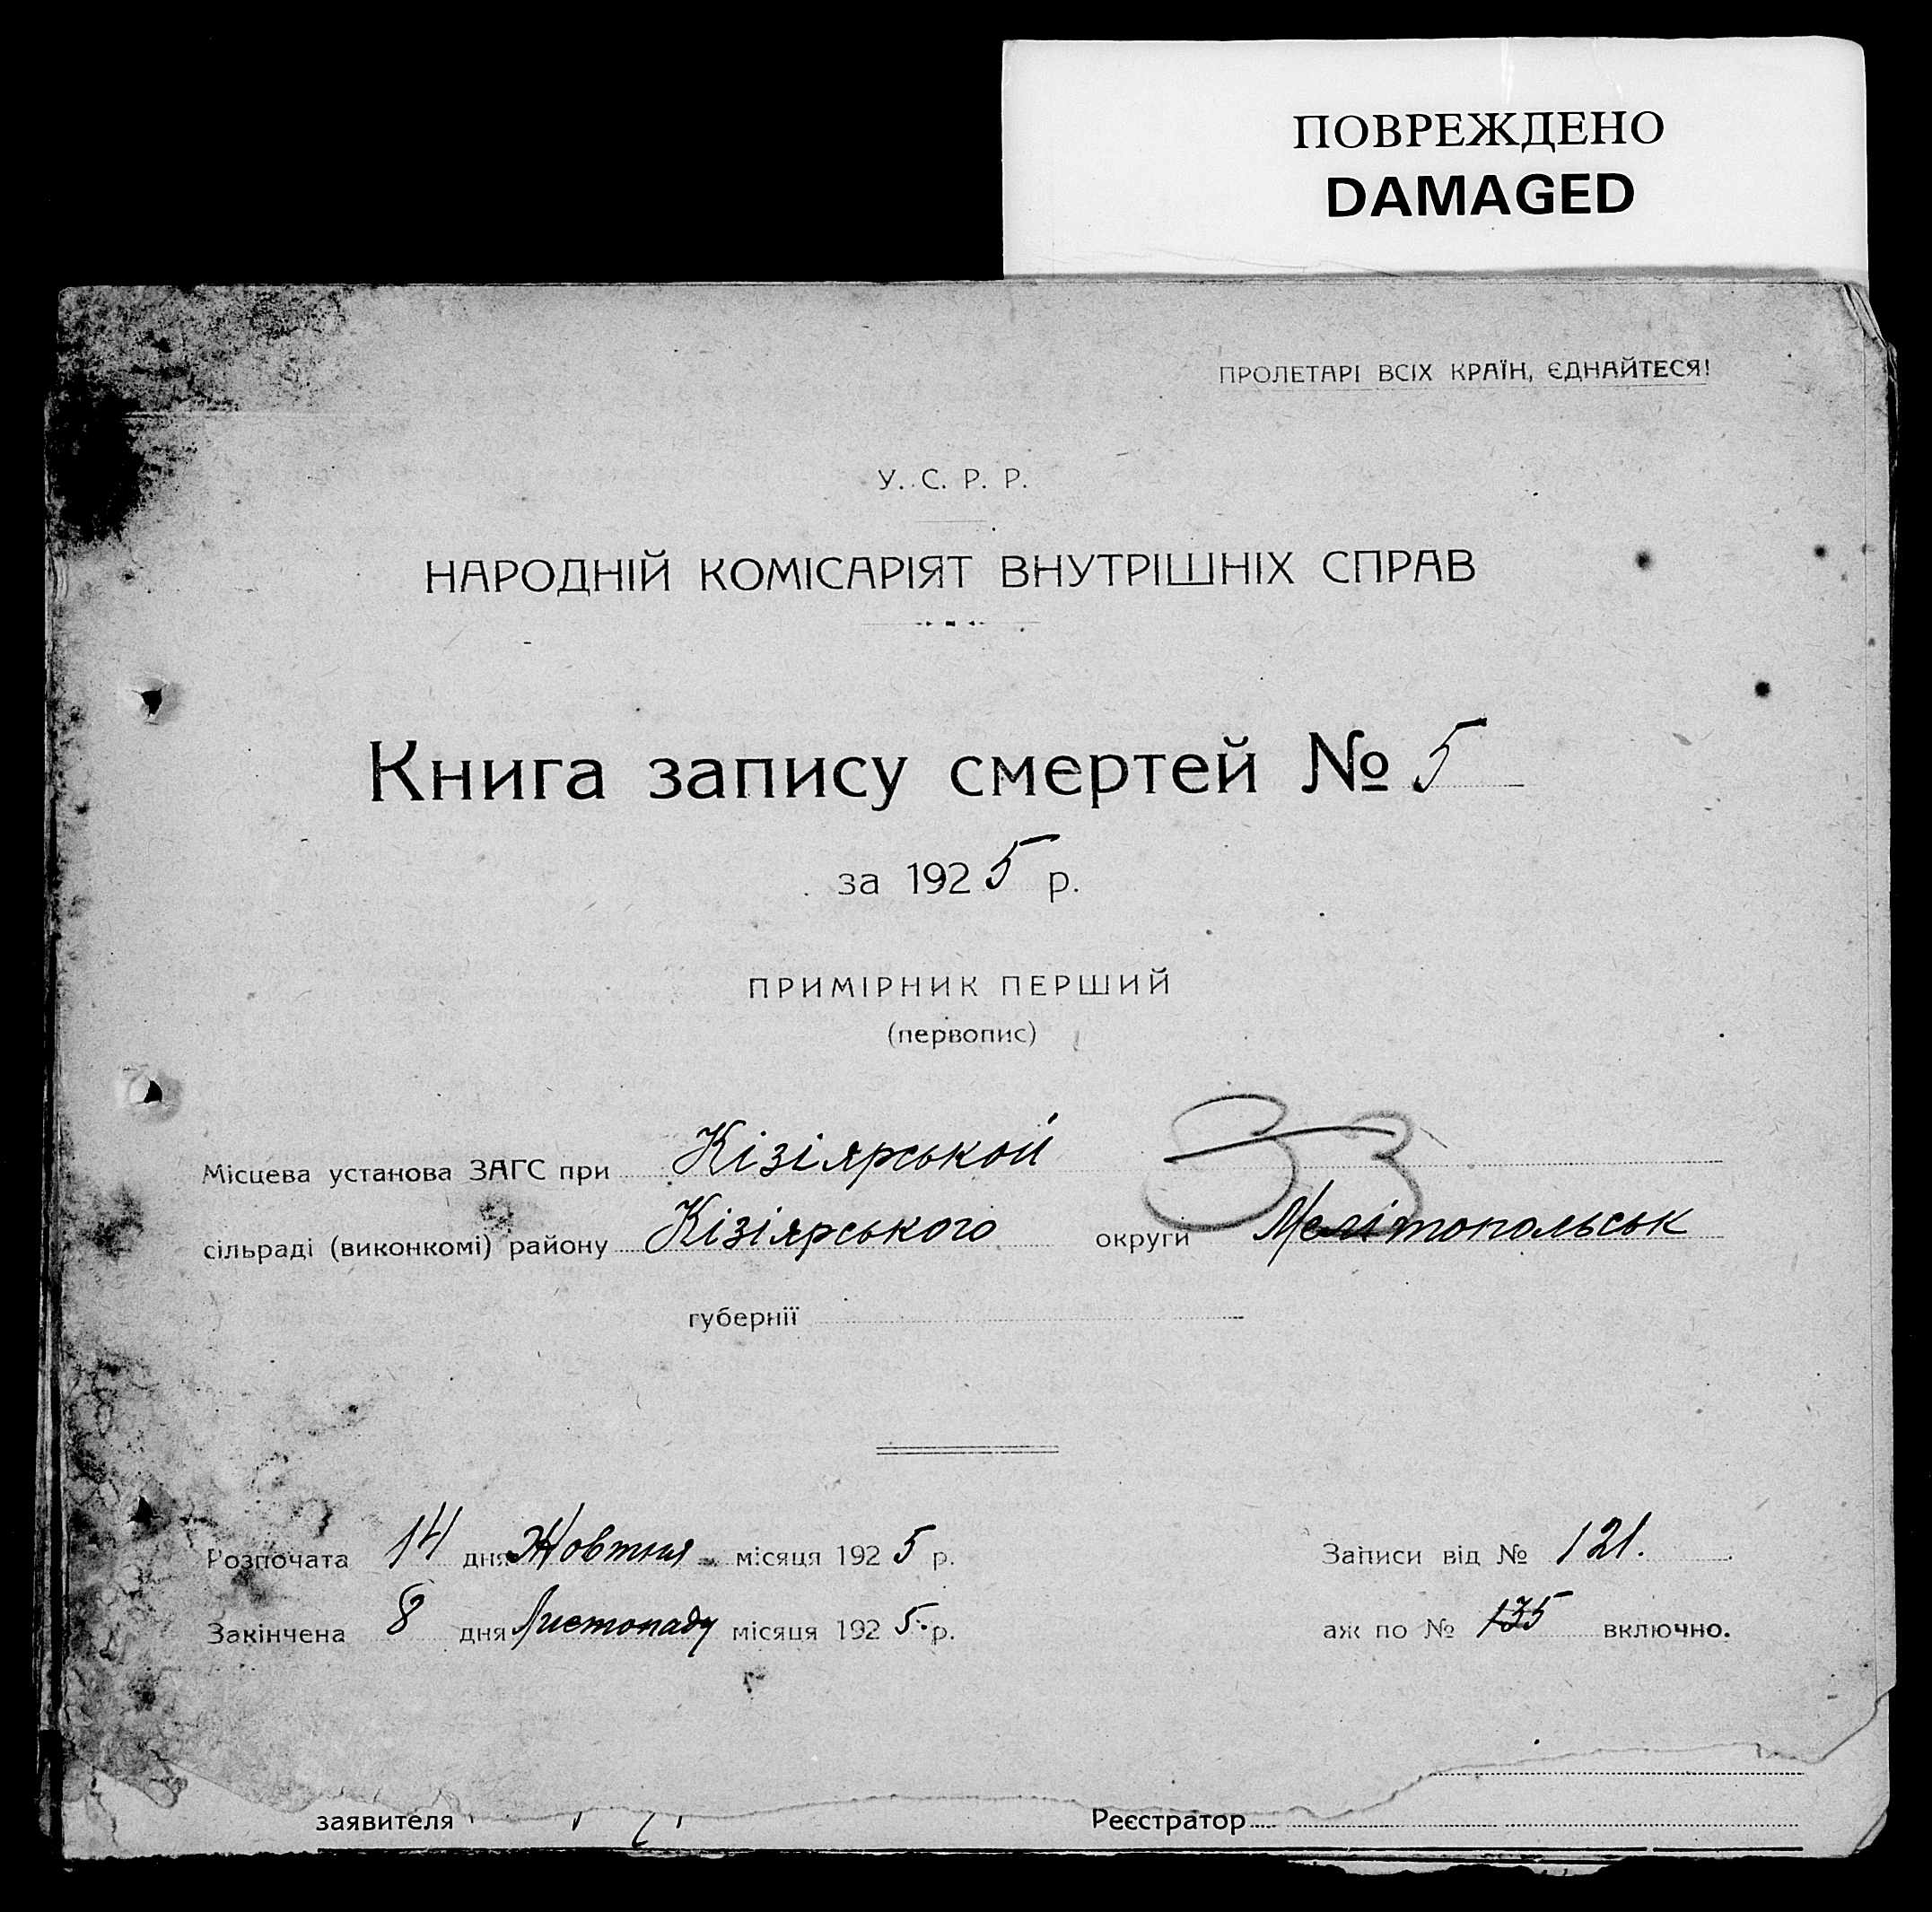 ПОВРЕЖДЕНО
DAMAGED
ПРОЛЕТАРІ ВСІХ КРАЇН, ЄДНАЙТЕСЯ!
У. С. Р. Р.
НАРОДНІЙ КОМІСАРІЯТ ВНУТРІШНІХ СПРАВ
Книга запису смертей № 5
за 1925 р.
ПРИМІРНИК ПЕРШИЙ
(первопис)
33
Місцева установа ЗАГС при Кізіярськой
сільраді (виконкомі) району Кізіярського округи Мелітопольськ
губернії
Розпочата 14 дня Жовтня місяця 1925 р. Записи від № 121.
Закінчена 8 дня Листопаду місяця 1925 р. аж по № 135 включно.
заявителя Реєстратор